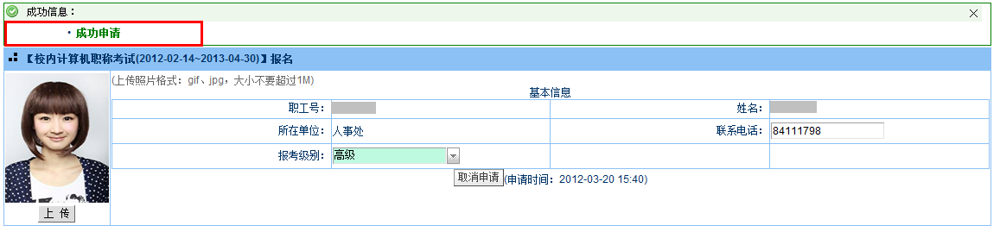 成功信息：
·成功申请
【校内计算机职称考试(2012-02-14~2013-04-30)】报名
(上传照片格式：gif、jpg，大小不要超过1M)
基本信息
职工号： 姓名：
所在单位： 人事处 联系电话： 84111798
报考级别： 高级
取消申请 (申请时间：2012-03-20 15:40)
上 传